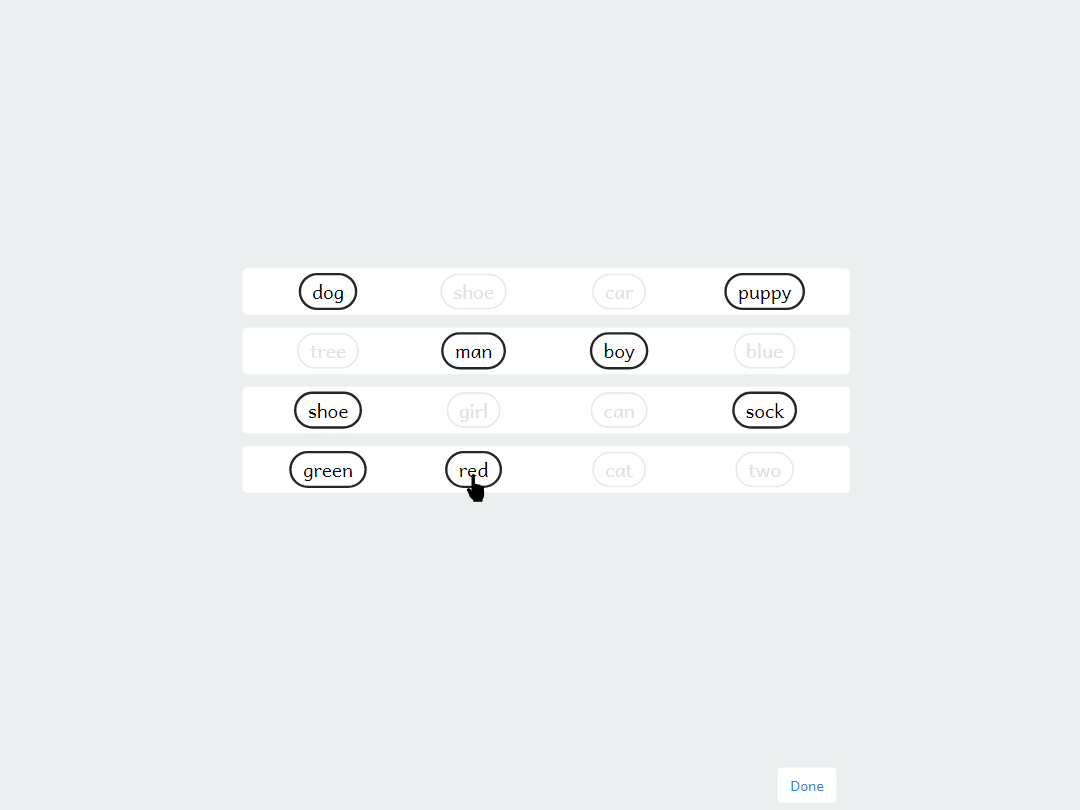 dog shoe car puppy
tree man boy blue
shoe girl can sock
green red cat two
Done